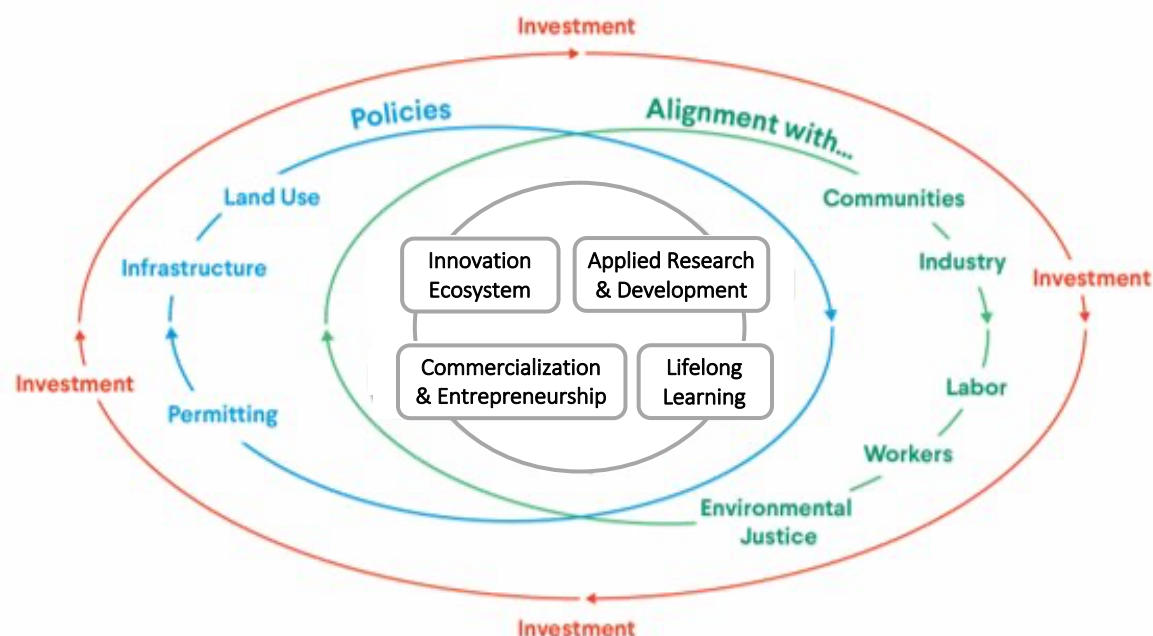 Investment
Policies
Alignment with...
Land Use
Communities
Innovation
Ecosystem
Applied Research
& Development
Infrastructure
Industry
Investment
Commercialization
& Entrepreneurship
Lifelong
Learning
Investment
Labor
Permitting
Workers
Environmental
Justice
Investment